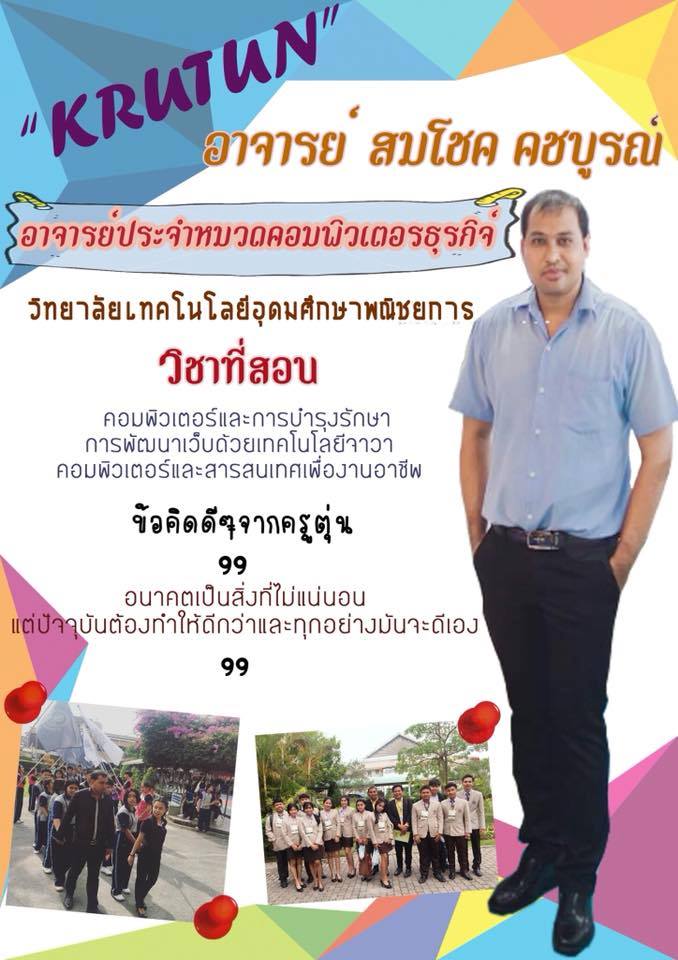 "KRUTUN"
อาจารย์ สมโชค คชบูรณ์
อาจารย์ประจำหมวดคอมพิวเตอรธุรกิจ
วิทยาลัยเทคโนโลยีอุดมศึกษาพณิชยการ
วิชาที่สอน
คอมพิวเตอร์และการบำรุงรักษา
การพัฒนาเว็บด้วยเทคโนโลยีจาวา
คอมพิวเตอร์และสารสนเทศเพื่องานอาชีพ
ข้อคิดดีๆจากครูตุ่น
99
อนาคตเป็นสิ่งที่ไม่แน่นอน
แต่ปัจจุบันต้องทำให้ดีกว่าและทุกอย่างมันจะดีเอง
99